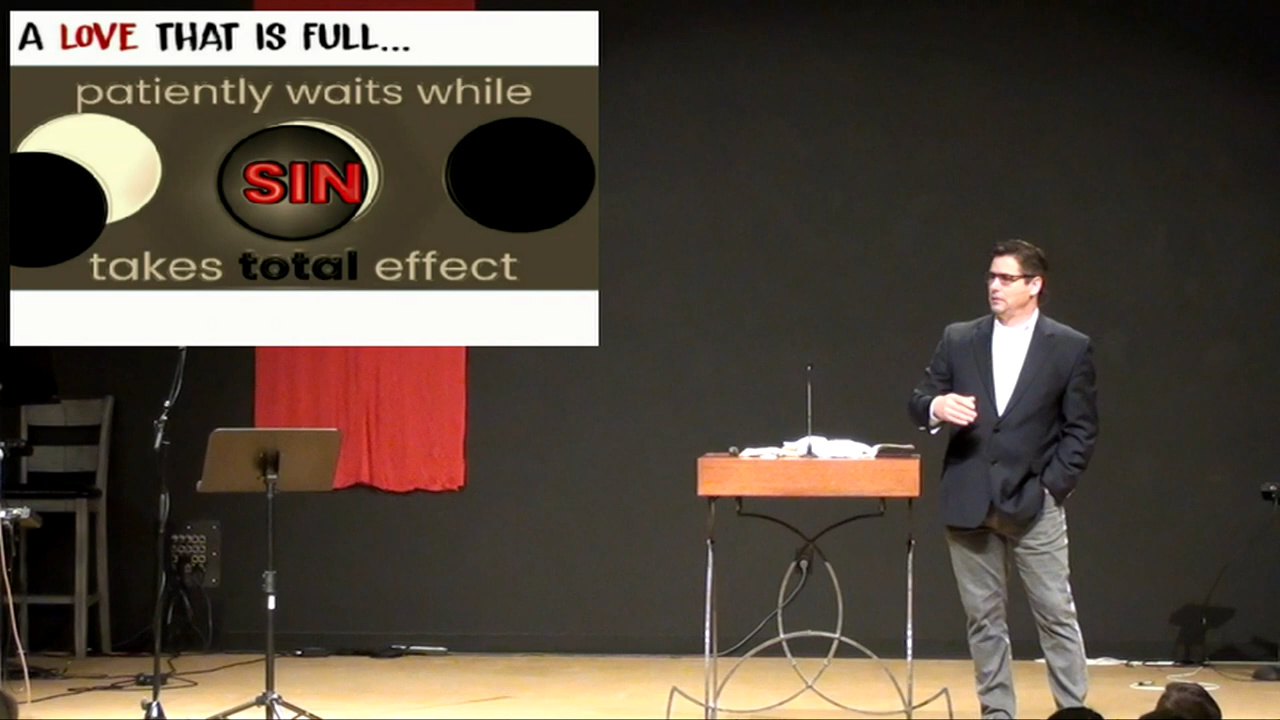 A LOVE THAT IS FULL...
patiently waits while
SIN
takes total effect